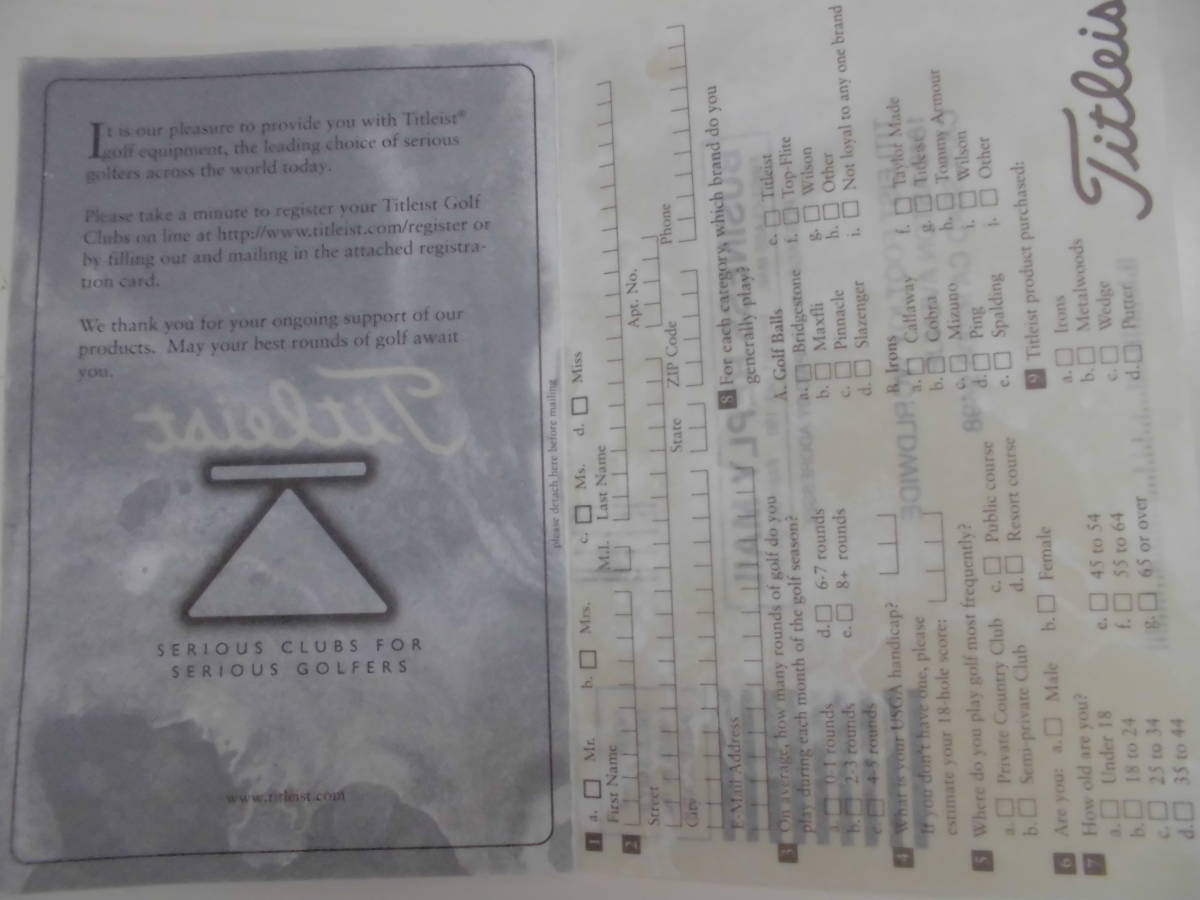 It is our pleasure to provide you with Titleist®
golf equipment, the leading choice of serious
golfers across the world today.
Please take a minute to register your Titleist Golf
Clubs on line at http://www.titleist.com/register or
by filling out and mailing in the attached registra-
tion card.
We thank you for your ongoing support of our
products. May your best rounds of golf await
you.
Titleist
SERIOUS CLUBS FOR
SERIOUS GOLFERS
www.titleist.com
please detach here before mailing
1 a. Mr. b. Mrs. c. Ms. d. Miss
First Name M.I. Last Name
2
Street Apt. No.
City State ZIP Code Phone
E-Mail Address
3 On average, how many rounds of golf do you
play during each month of the golf season?
a. 0-1 rounds d. 6-7 rounds
b. 2-3 rounds e. 8+ rounds
c. 4-5 rounds
4 What is your USGA handicap?
If you don't have one, please
estimate your 18-hole score:
5 Where do you play golf most frequently?
a. Private Country Club c. Public course
b. Semi-private Club d. Resort course
6 Are you: a. Male b. Female
7 How old are you?
a. Under 18 e. 45 to 54
b. 18 to 24 f. 55 to 64
c. 25 to 34 g. 65 or over
d. 35 to 44
8 For each category, which brand do you
generally play?
A. Golf Balls
a. Bridgestone e. Titleist
b. Maxfli f. Top-Flite
c. Pinnacle g. Wilson
d. Slazenger h. Other
i. Not loyal to any one brand
B. Irons
a. Callaway f. Taylor Made
b. Cobra g. Titleist
c. Mizuno h. Tommy Armour
d. Ping i. Wilson
e. Spalding j. Other
9 Titleist product purchased:
a. Irons
b. Metalwoods
c. Wedge
d. Putter
Titleis